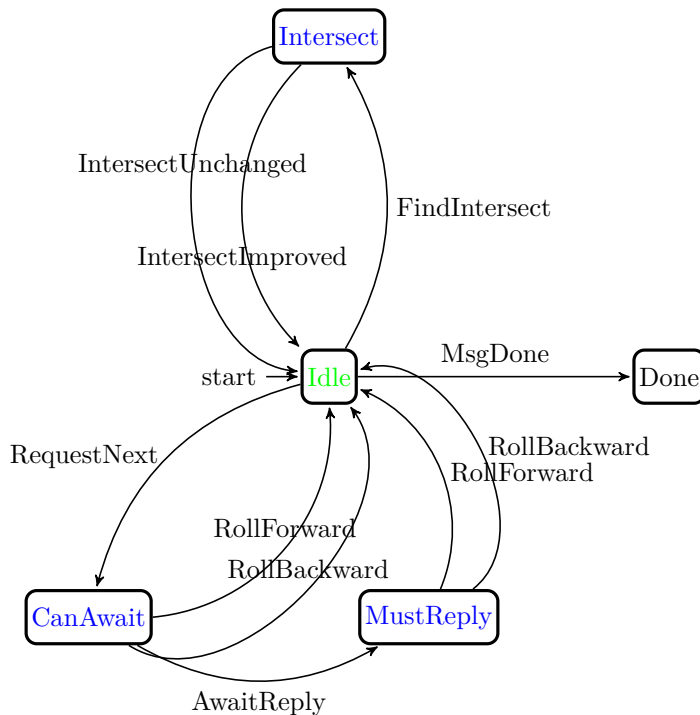 Intersect
IntersectUnchanged
FindIntersect
IntersectImproved
MsgDone
start
Idle
Done
RequestNext
RollBackward
RollForward
RollForward
RollBackward
CanAwait
MustReply
AwaitReply